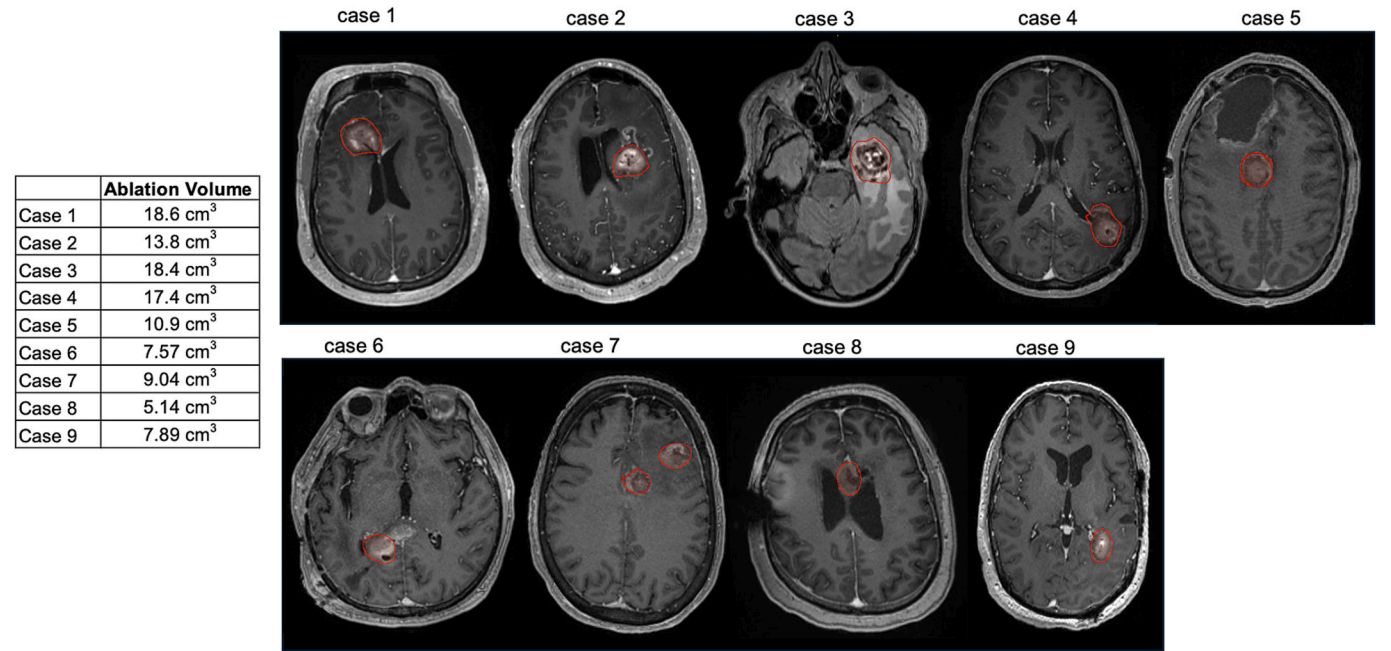 case 1
case 2
case 3
case 4
case 5
Ablation Volume
Case 1 18.6 cm³
Case 2 13.8 cm³
Case 3 18.4 cm³
Case 4 17.4 cm³
Case 5 10.9 cm³
Case 6 7.57 cm³
Case 7 9.04 cm³
Case 8 5.14 cm³
Case 9 7.89 cm³
case 6
case 7
case 8
case 9